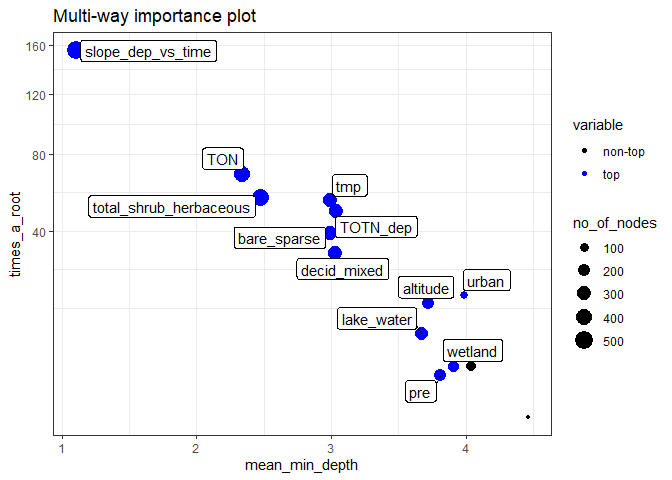 Multi-way importance plot
160
120
80
40
times_a_root
slope_dep_vs_time
TON
total_shrub_herbaceous
tmp
TOTN_dep
bare_sparse
decid_mixed
altitude
urban
lake_water
wetland
pre
1
2
3
4
mean_min_depth
variable
non-top
top
no_of_nodes
100
200
300
400
500